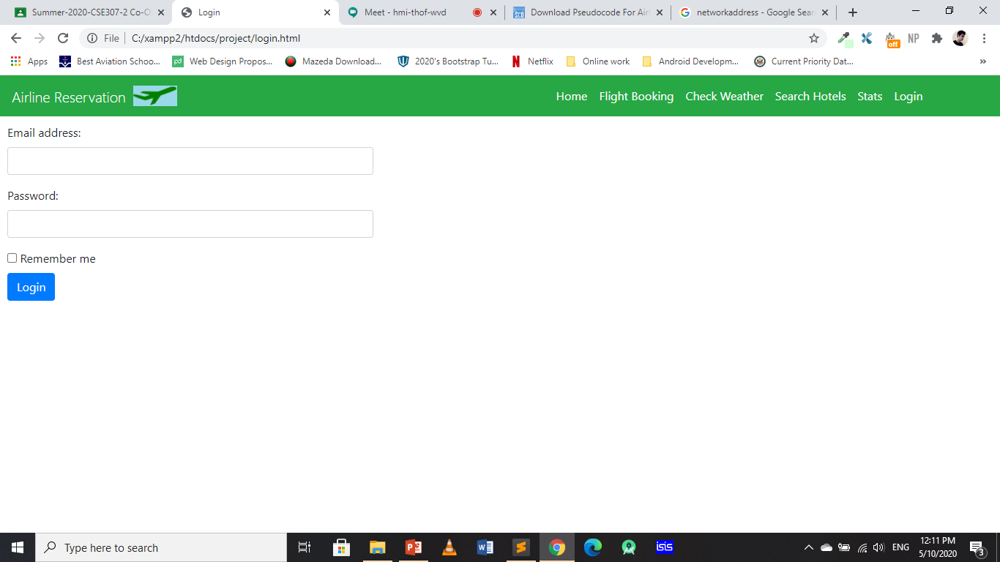 Summer-2020-CSE307-2 Co-O
Login
Meet - hmi-thof-wvd
Download Pseudocode For Air
networkaddress - Google Sear
File
C:/xampp2/htdocs/project/login.html
off
NP
Apps
Best Aviation Schoo...
Web Design Propos...
Mazeda Download...
2020's Bootstrap Tu...
Netflix
Online work
Android Developm...
Current Priority Dat...
Airline Reservation
Home
Flight Booking
Check Weather
Search Hotels
Stats
Login
Email address:
Password:
Remember me
Login
Type here to search
isis
ENG
12:11 PM
5/10/2020
3